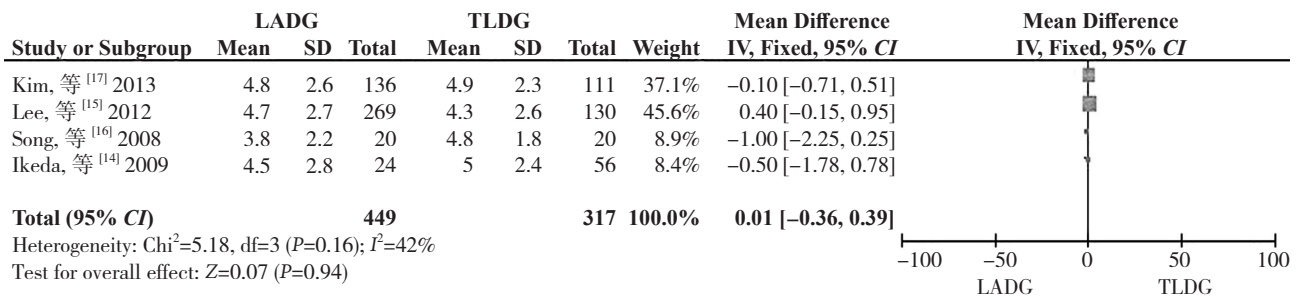 LADG TLDG Mean Difference Mean Difference
Study or Subgroup Mean SD Total Mean SD Total Weight IV, Fixed, 95% CI IV, Fixed, 95% CI
Kim, 等 [17] 2013 4.8 2.6 136 4.9 2.3 111 37.1% −0.10 [−0.71, 0.51]
Lee, 等 [15] 2012 4.7 2.7 269 4.3 2.6 130 45.6% 0.40 [−0.15, 0.95]
Song, 等 [16] 2008 3.8 2.2 20 4.8 1.8 20 8.9% −1.00 [−2.25, 0.25]
Ikeda, 等 [14] 2009 4.5 2.8 24 5 2.4 56 8.4% −0.50 [−1.78, 0.78]
Total (95% CI) 449 317 100.0% 0.01 [−0.36, 0.39]
Heterogeneity: Chi²=5.18, df=3 (P=0.16); I²=42%
Test for overall effect: Z=0.07 (P=0.94)
−100 −50 0 50 100
LADG TLDG